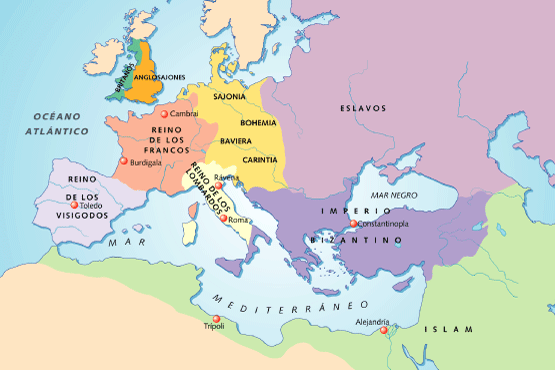 BRITANOS
ANGLOSAJONES
SAJONIA
ESLAVOS
OCÉANO
ATLÁNTICO
Cambrai
BOHEMIA
REINO
DE LOS
FRANCOS
BAVIERA
CARINTIA
Burdigala
REINO DE LOS
LOMBARDOS
Rávena
REINO
DE LOS
VISIGODOS
Toledo
Roma
MAR NEGRO
IMPERIO
BIZANTINO
Constantinopla
MAR
MEDITERRÁNEO
Trípoli
Alejandría
ISLAM